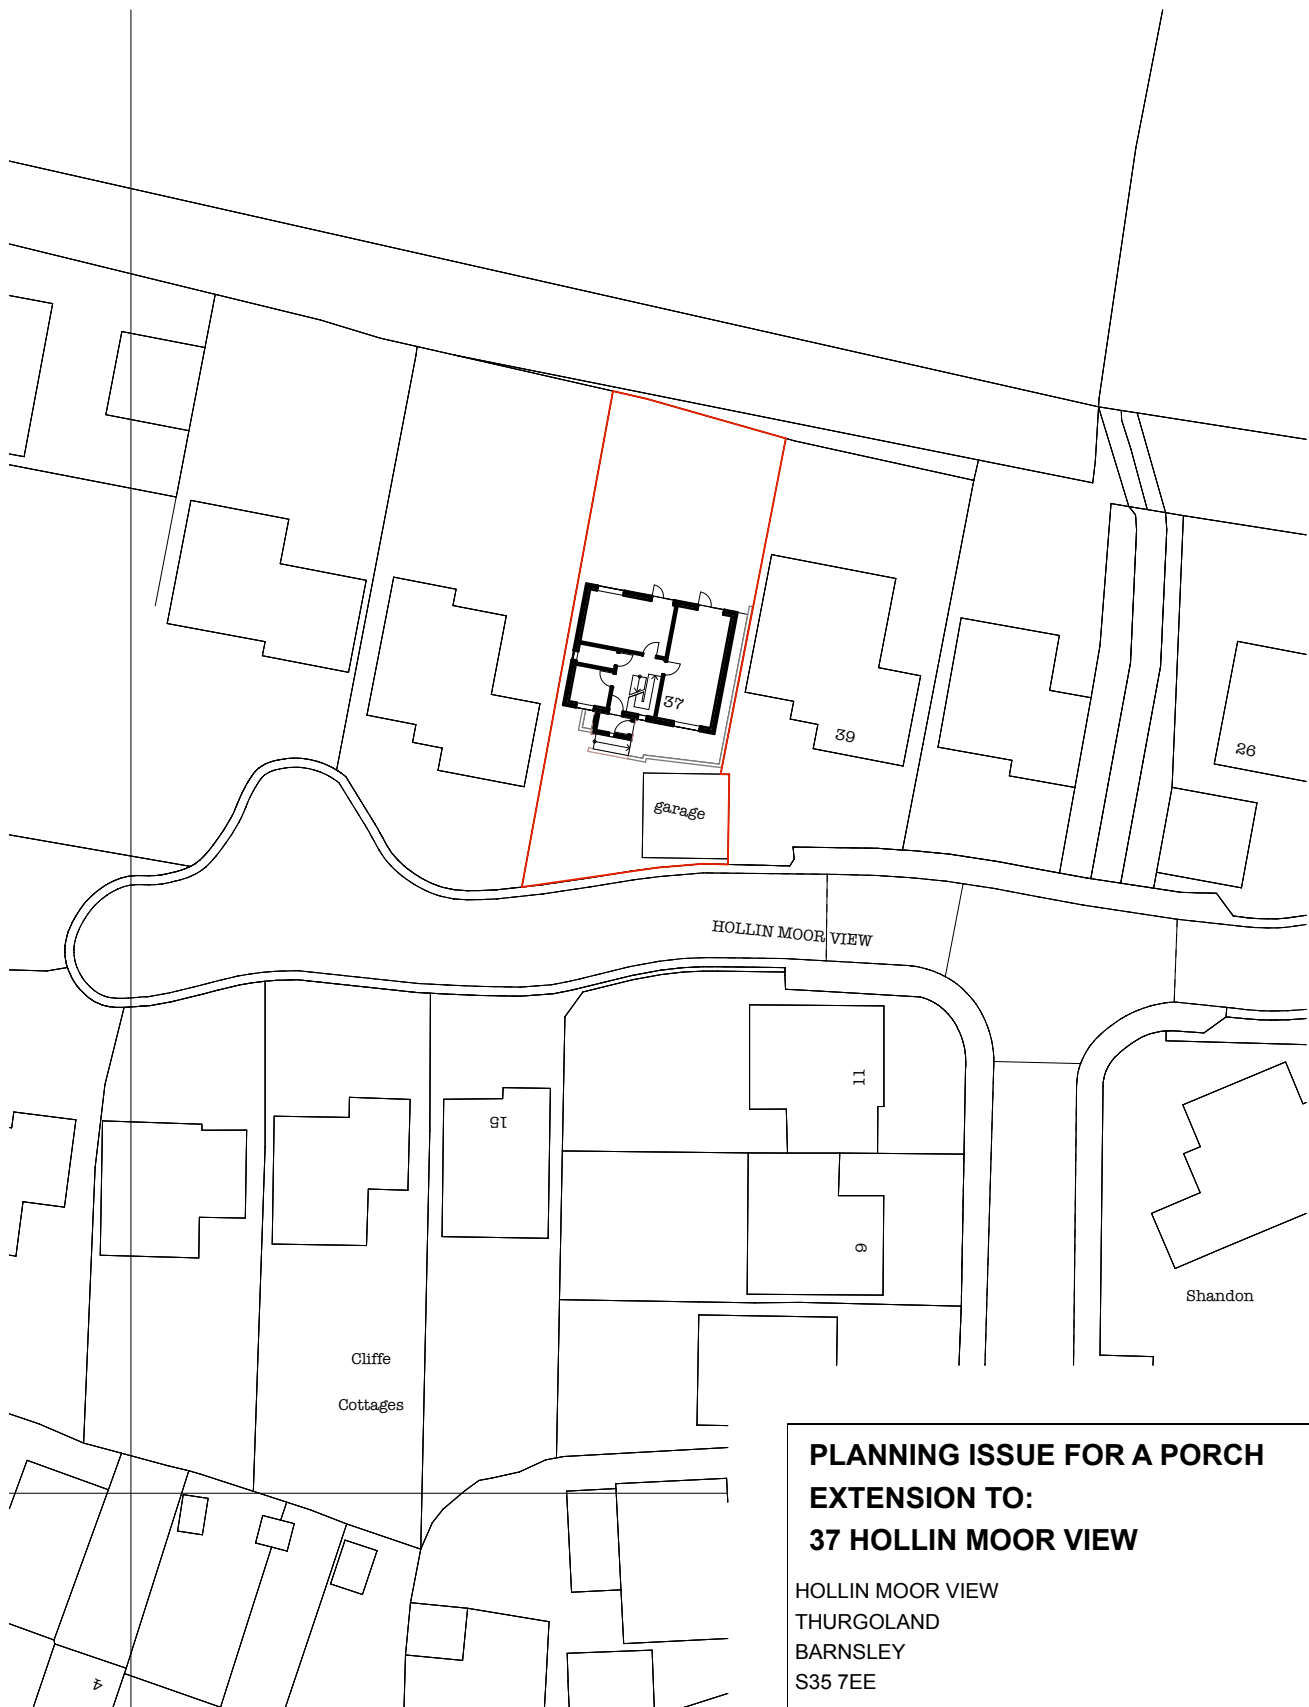 37
39
26
garage
HOLLIN MOOR VIEW
11
15
9
Shandon
Cliffe
Cottages
4
PLANNING ISSUE FOR A PORCH
EXTENSION TO:
37 HOLLIN MOOR VIEW
HOLLIN MOOR VIEW
THURGOLAND
BARNSLEY
S35 7EE